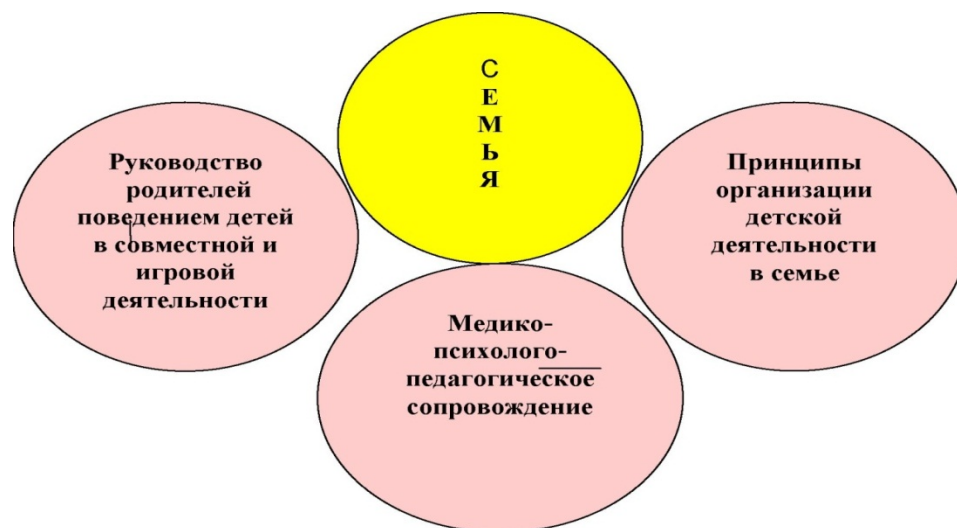 С
Е
М
Ь
Я
Руководство
родителей
поведением детей
в совместной и
игровой
деятельности
Принципы
организации
детской
деятельности
в семье
Медико-
психолого-
педагогическое
сопровождение